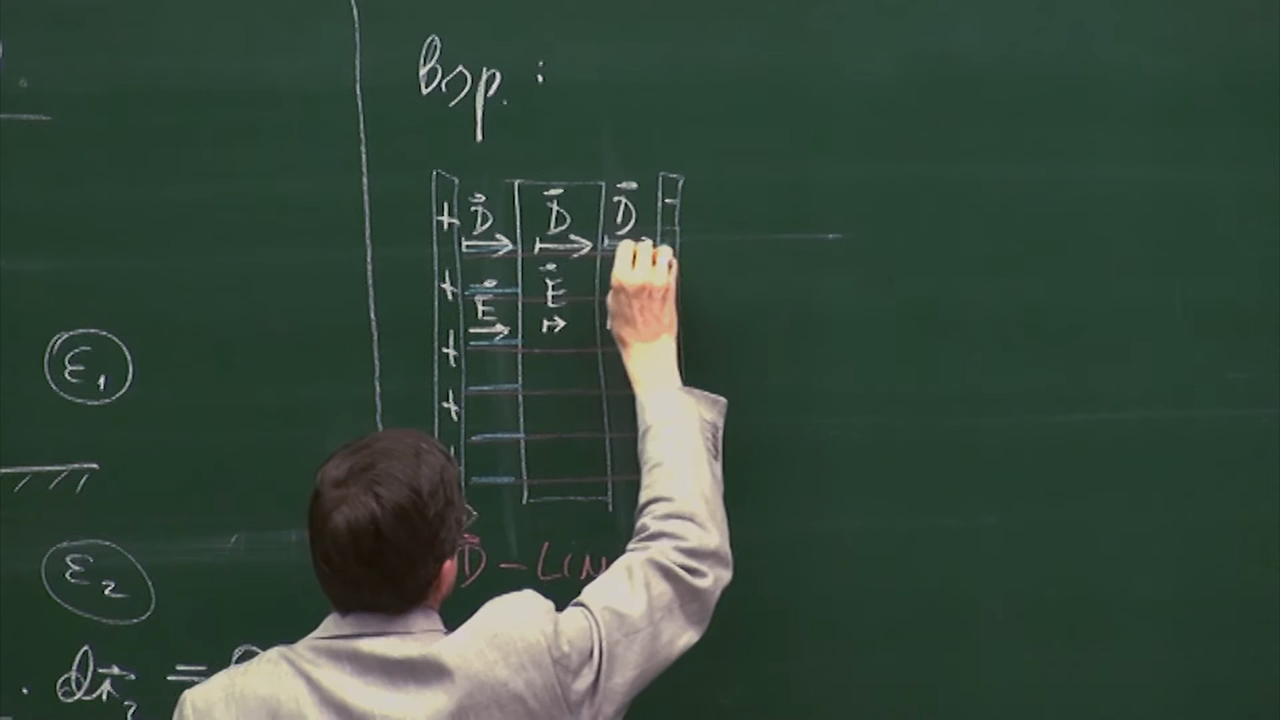 Bsp. :
+ D⃗ D⃗ D⃗ -
+ E⃗ E⃗
+
+
D⃗ - LIN
ε₁
ε₂